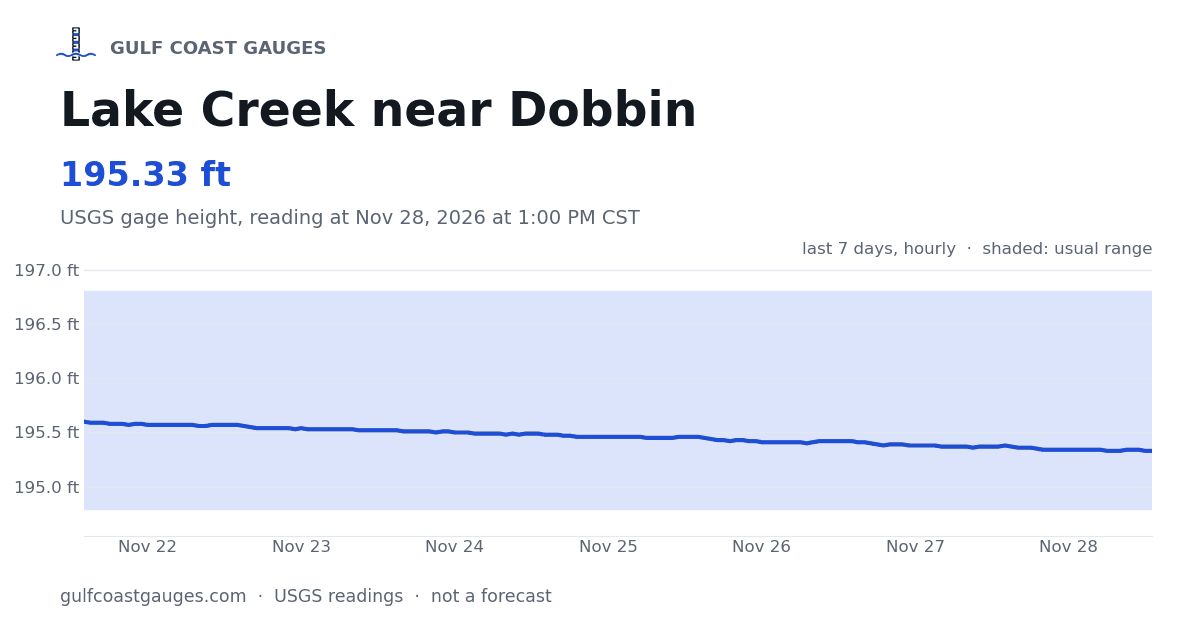 GULF COAST GAUGES
Lake Creek near Dobbin
195.33 ft
USGS gage height, reading at Nov 28, 2026 at 1:00 PM CST
last 7 days, hourly · shaded: usual range
197.0 ft
196.5 ft
196.0 ft
195.5 ft
195.0 ft
Nov 22 Nov 23 Nov 24 Nov 25 Nov 26 Nov 27 Nov 28
gulfcoastgauges.com · USGS readings · not a forecast